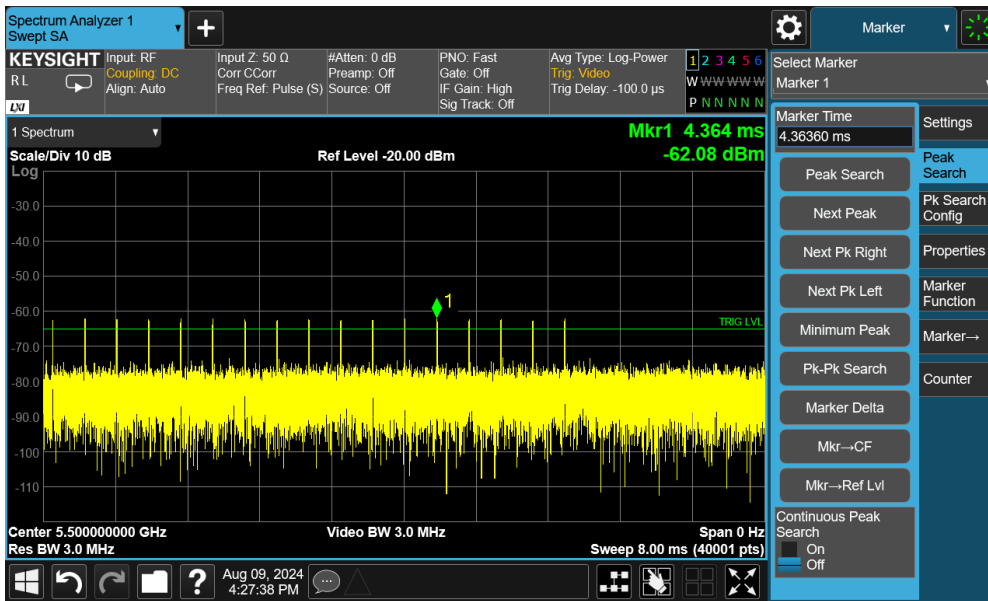 Spectrum Analyzer 1
Swept SA
+
Marker
KEYSIGHT
R L
LXI
Input: RF
Coupling: DC
Align: Auto
Input Z: 50 Ω
Corr CCorr
Freq Ref: Pulse (S)
#Atten: 0 dB
Preamp: Off
Source: Off
PNO: Fast
Gate: Off
IF Gain: High
Sig Track: Off
Avg Type: Log-Power
Trig: Video
Trig Delay: -100.0 µs
1 2 3 4 5 6
W W W W W W
P N N N N N
Select Marker
Marker 1
1 Spectrum
Scale/Div 10 dB
Ref Level -20.00 dBm
Mkr1 4.364 ms
-62.08 dBm
Log
-30.0
-40.0
-50.0
-60.0
-70.0
-80.0
-90.0
-100
-110
1
TRIG LVL
Center 5.500000000 GHz
Res BW 3.0 MHz
Video BW 3.0 MHz
Span 0 Hz
Sweep 8.00 ms (40001 pts)
Marker Time
4.36360 ms
Peak Search
Next Peak
Next Pk Right
Next Pk Left
Minimum Peak
Pk-Pk Search
Marker Delta
Mkr→CF
Mkr→Ref Lvl
Continuous Peak
Search
On
Off
Settings
Peak
Search
Pk Search
Config
Properties
Marker
Function
Marker→
Counter
?
Aug 09, 2024
4:27:38 PM